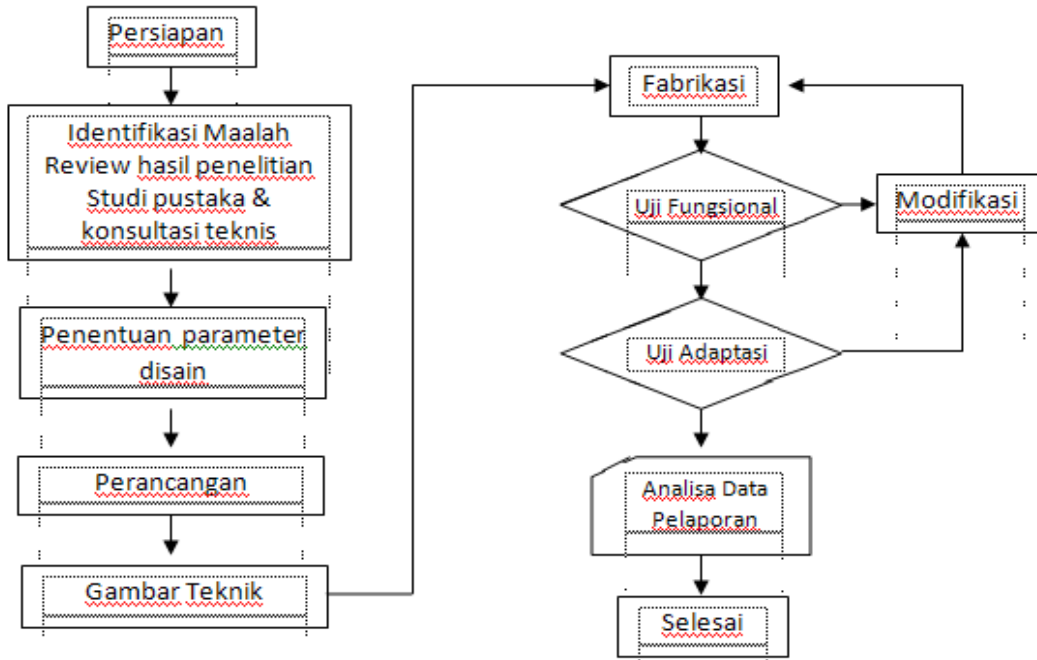 Persiapan
Identifikasi Maalah
Review hasil penelitian
Studi pustaka &
konsultasi teknis
Penentuan parameter
disain
Perancangan
Gambar Teknik
Fabrikasi
Uji Fungsional
Modifikasi
Uji Adaptasi
Analisa Data
Pelaporan
Selesai